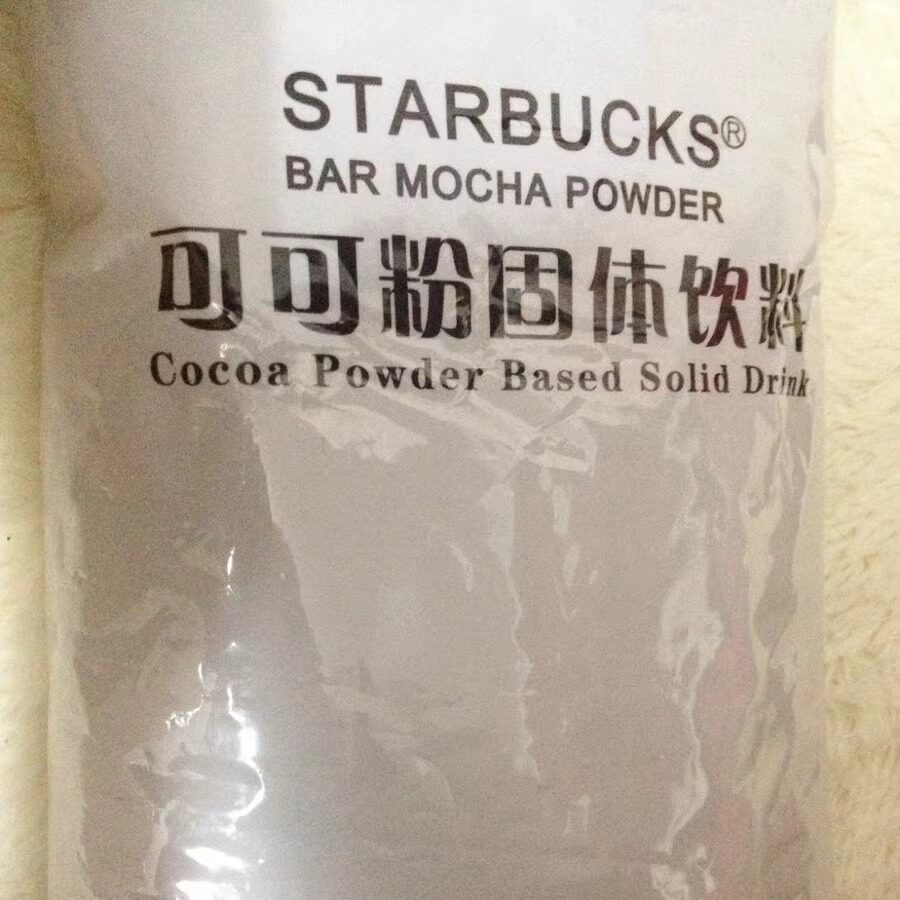 STARBUCKS®
BAR MOCHA POWDER
可可粉固体饮料
Cocoa Powder Based Solid Drink